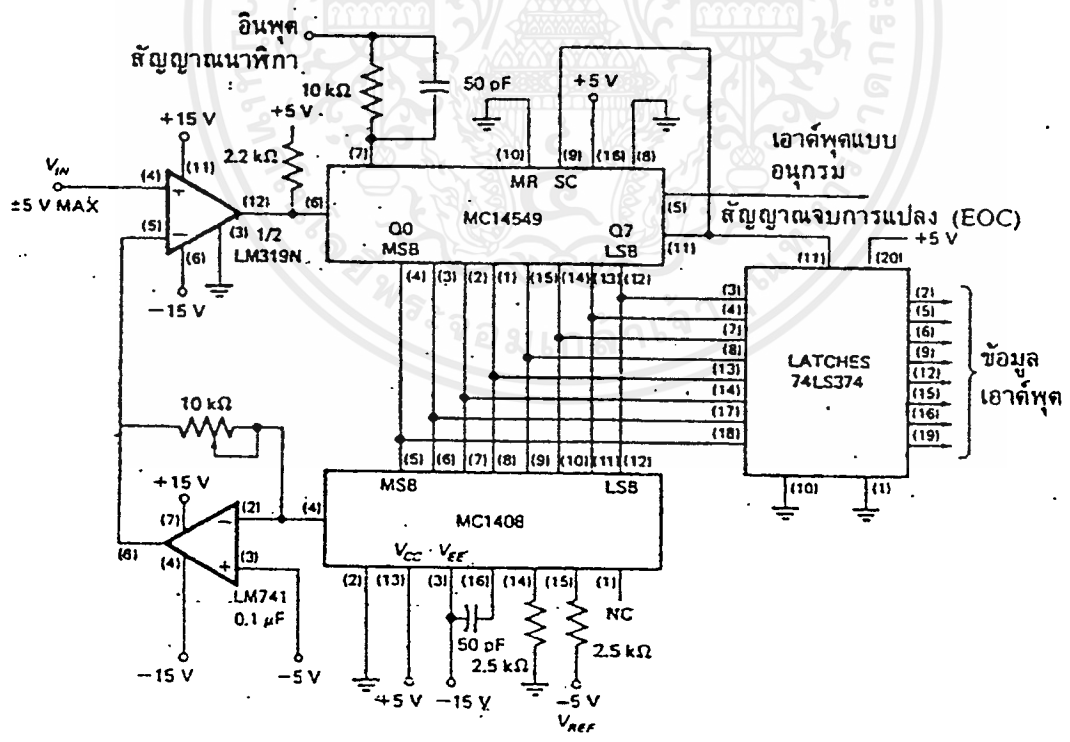 อินพุต
สัญญาณนาฬิกา
10 kΩ
50 pF
+5 V
2.2 kΩ
+5 V
+15 V
V_IN
±5 V MAX
(4)
(11)
+
(12)
(5)
−
(6)
(3) 1/2
LM319N
−15 V
(7)
(6)
(10)
(9)
(16)
(8)
MR SC
MC14549
Q0
MSB
Q7
LSB
(5)
(11)
(4) (3) (2) (1) (15) (14) (13) (12)
เอาต์พุตแบบ
อนุกรม
สัญญาณจบการแปลง (EOC)
+5 V
(11)
(20)
(3)
(4)
(7)
(8)
(13)
(14)
(17)
(18)
LATCHES
74LS374
(2)
(5)
(6)
(9)
(12)
(15)
(16)
(19)
ข้อมูล
เอาต์พุต
(10)
(1)
10 kΩ
+15 V
(7)
(2)
−
(6)
(4)
+
(3)
LM741
0.1 μF
−15 V
−5 V
(4)
(5) (6) (7) (8) (9) (10) (11) (12)
MSB
LSB
MC1408
V_CC
V_EE
(2)
(13)
(3)
(16)
(14)
(15)
(1)
NC
50 pF
2.5 kΩ
2.5 kΩ
+5 V
−15 V
−5 V
V_REF